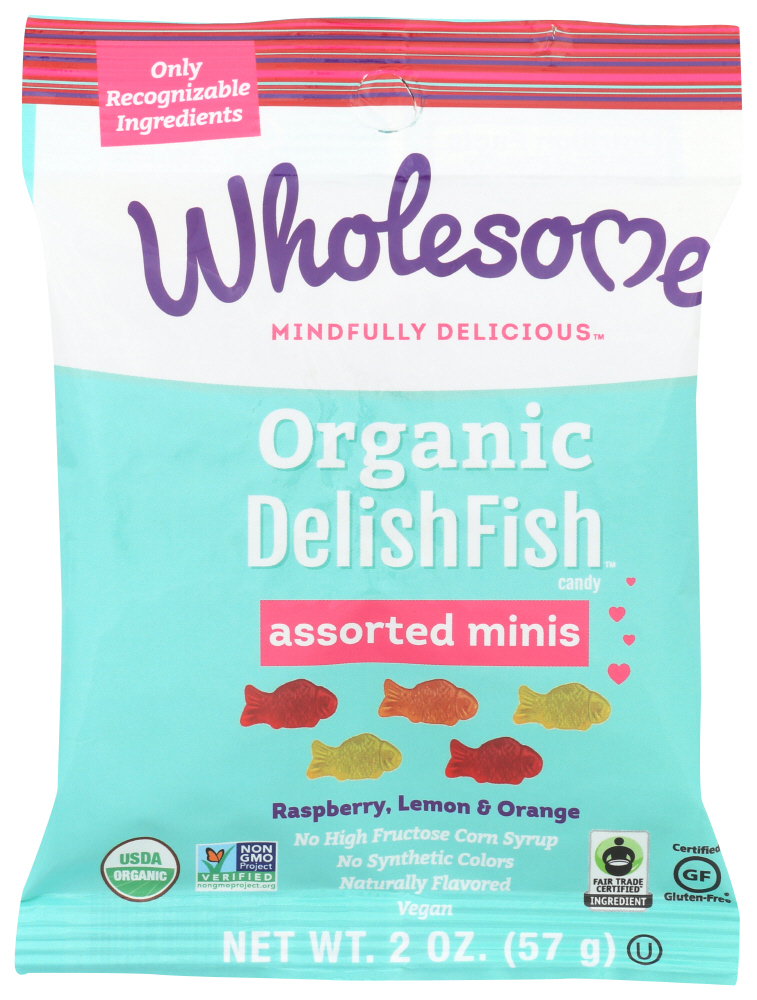 Only
Recognizable
Ingredients
Wholesome
MINDFULLY DELICIOUS™
Organic
DelishFish™
candy
assorted minis
Raspberry, Lemon & Orange
No High Fructose Corn Syrup
No Synthetic Colors
Naturally Flavored
Vegan
USDA
ORGANIC
NON
GMO
Project
VERIFIED
nongmoproject.org
FAIR TRADE
CERTIFIED
INGREDIENT
Certified
GF
Gluten-Free
NET WT. 2 OZ. (57 g) U